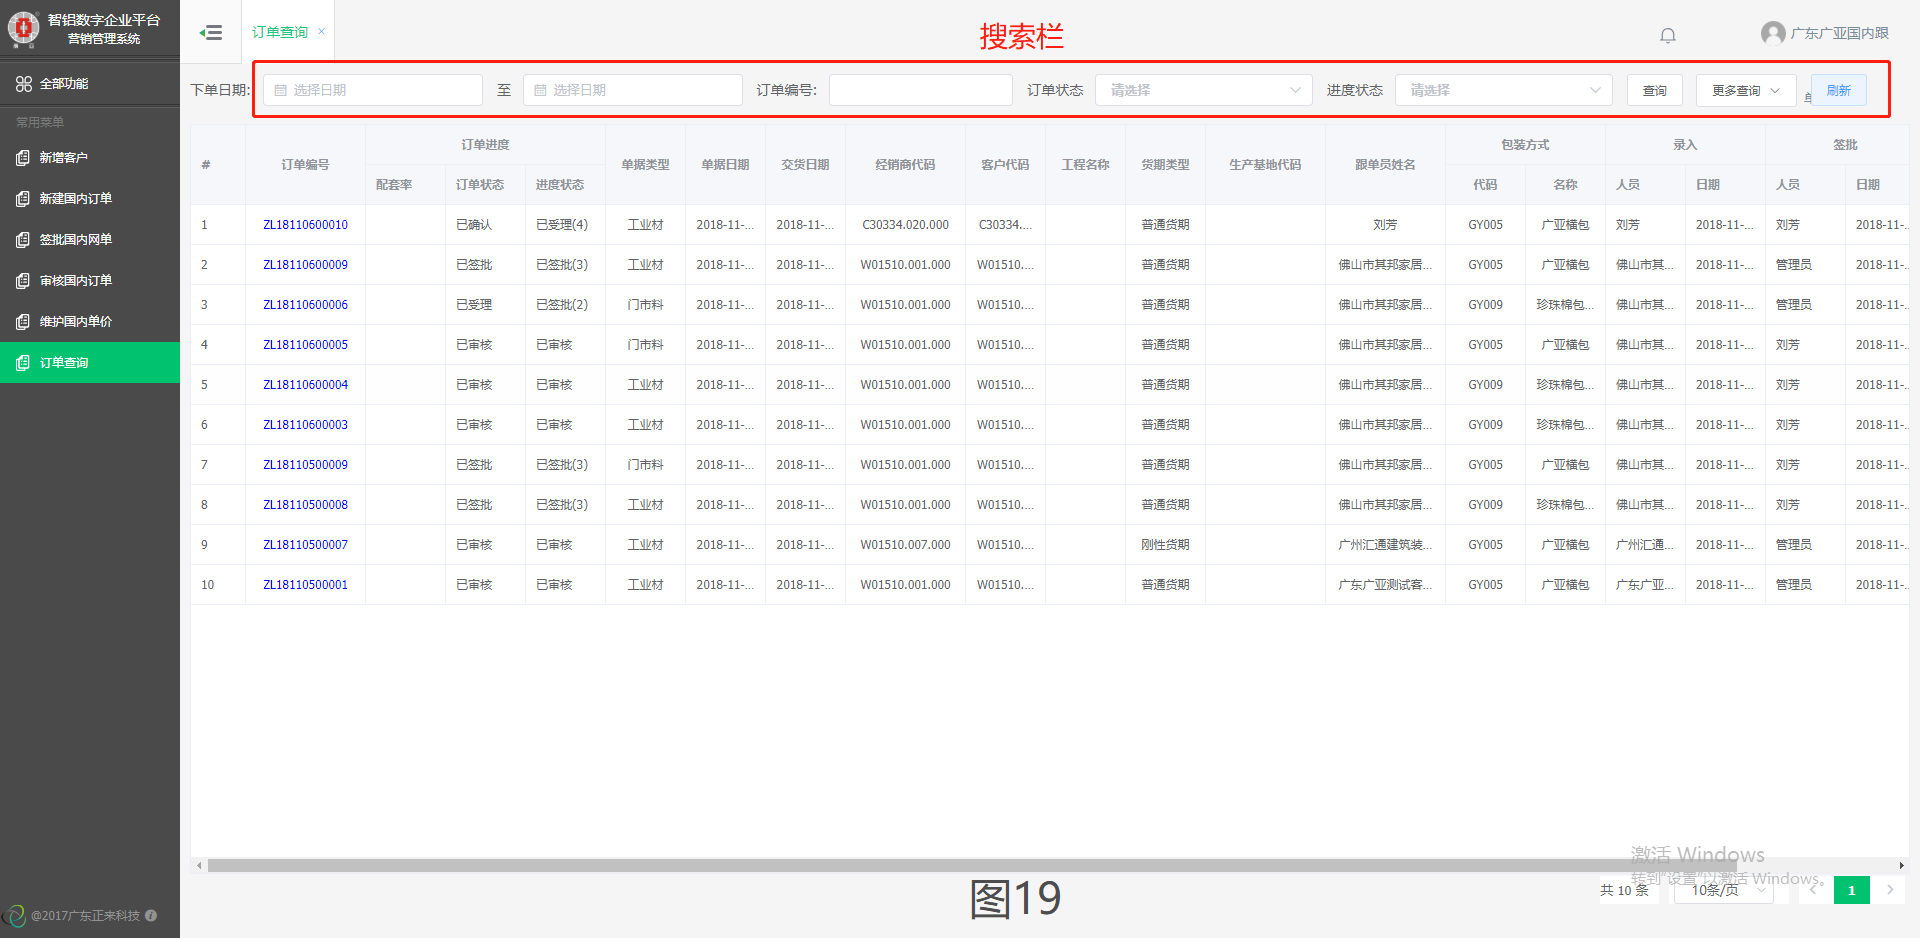 智铝数字企业平台
营销管理系统
全部功能
常用菜单
新增客户
新建国内订单
签批国内网单
审核国内订单
维护国内单价
订单查询
@2017广东正来科技
订单查询 ×
搜索栏
广东广亚国内跟
下单日期: 选择日期 至 选择日期 订单编号: 订单状态 请选择 进度状态 请选择 查询 更多查询 刷新
# 订单编号 订单进度 单据类型 单据日期 交货日期 经销商代码 客户代码 工程名称 货期类型 生产基地代码 跟单员姓名 包装方式 录入 签批
配套率 订单状态 进度状态 代码 名称 人员 日期 人员 日期
1 ZL18110600010 已确认 已受理(4) 工业材 2018-11-... 2018-11-... C30334.020.000 C30334.... 普通货期 刘芳 GY005 广亚横包 刘芳 2018-11-... 刘芳 2018-11-..
2 ZL18110600009 已签批 已签批(3) 工业材 2018-11-... 2018-11-... W01510.001.000 W01510.... 普通货期 佛山市其邦家居... GY005 广亚横包 佛山市其... 2018-11-... 管理员 2018-11-..
3 ZL18110600006 已受理 已签批(2) 门市料 2018-11-... 2018-11-... W01510.001.000 W01510.... 普通货期 佛山市其邦家居... GY009 珍珠棉包... 佛山市其... 2018-11-... 管理员 2018-11-..
4 ZL18110600005 已审核 已审核 门市料 2018-11-... 2018-11-... W01510.001.000 W01510.... 普通货期 佛山市其邦家居... GY005 广亚横包 佛山市其... 2018-11-... 刘芳 2018-11-..
5 ZL18110600004 已审核 已审核 工业材 2018-11-... 2018-11-... W01510.001.000 W01510.... 普通货期 佛山市其邦家居... GY009 珍珠棉包... 佛山市其... 2018-11-... 刘芳 2018-11-..
6 ZL18110600003 已审核 已审核 工业材 2018-11-... 2018-11-... W01510.001.000 W01510.... 普通货期 佛山市其邦家居... GY009 珍珠棉包... 佛山市其... 2018-11-... 刘芳 2018-11-..
7 ZL18110500009 已签批 已签批(3) 门市料 2018-11-... 2018-11-... W01510.001.000 W01510.... 普通货期 佛山市其邦家居... GY005 广亚横包 佛山市其... 2018-11-... 刘芳 2018-11-..
8 ZL18110500008 已签批 已签批(3) 工业材 2018-11-... 2018-11-... W01510.001.000 W01510.... 普通货期 佛山市其邦家居... GY009 珍珠棉包... 佛山市其... 2018-11-... 刘芳 2018-11-..
9 ZL18110500007 已审核 已审核 工业材 2018-11-... 2018-11-... W01510.007.000 W01510.... 刚性货期 广州汇通建筑装... GY005 广亚横包 广州汇通... 2018-11-... 管理员 2018-11-..
10 ZL18110500001 已审核 已审核 工业材 2018-11-... 2018-11-... W01510.001.000 W01510.... 普通货期 广东广亚测试客... GY005 广亚横包 广东广亚... 2018-11-... 管理员 2018-11-..
激活 Windows
转到"设置"以激活 Windows。
共 10 条 10条/页 1
图19